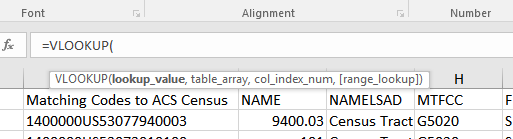 Font Alignment Number
=VLOOKUP(
VLOOKUP(lookup_value, table_array, col_index_num, [range_lookup])
H
Matching Codes to ACS Census NAME NAMELSAD MTFCC F
1400000US53077940003 9400.03 Census Tract G5020 S